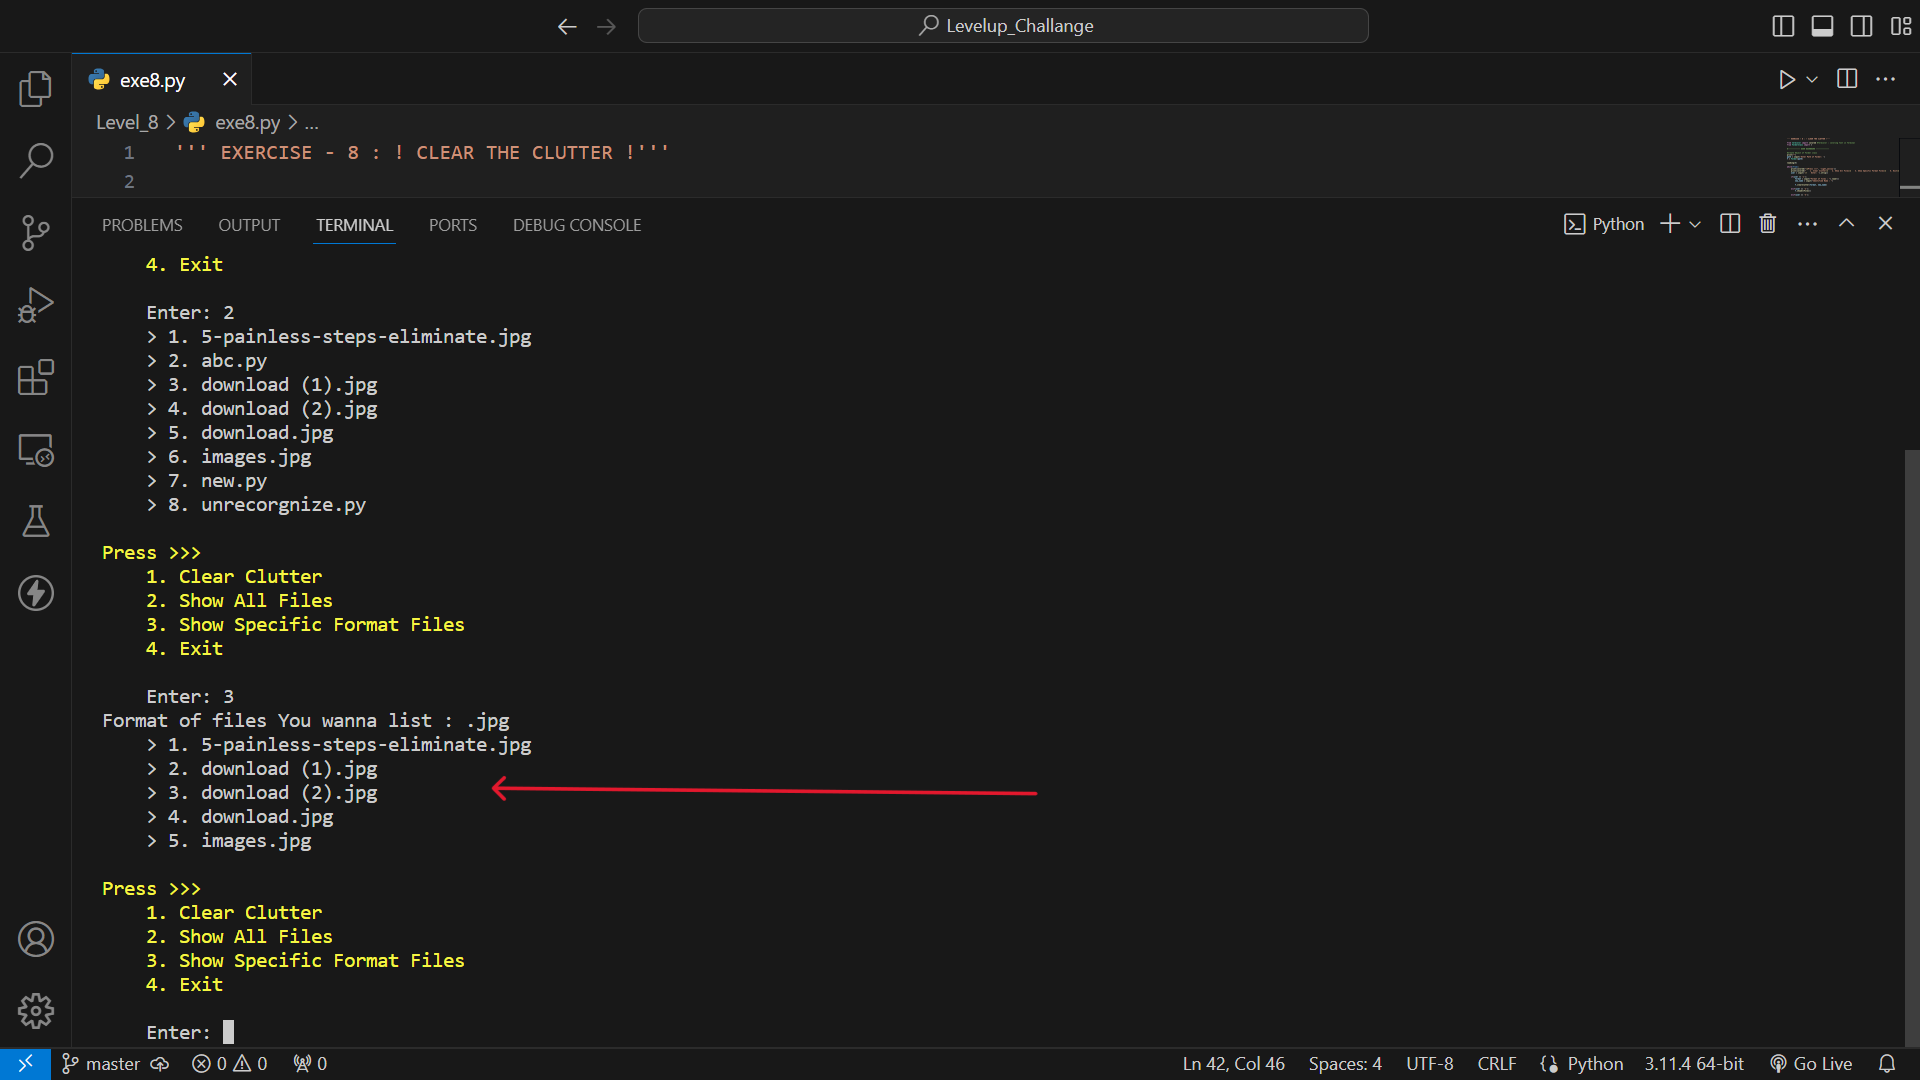 Levelup_Challange
exe8.py
Level_8 > exe8.py > ...
1 ''' EXERCISE - 8 : ! CLEAR THE CLUTTER !'''
2
PROBLEMS OUTPUT TERMINAL PORTS DEBUG CONSOLE Python
4. Exit
Enter: 2
> 1. 5-painless-steps-eliminate.jpg
> 2. abc.py
> 3. download (1).jpg
> 4. download (2).jpg
> 5. download.jpg
> 6. images.jpg
> 7. new.py
> 8. unrecorgnize.py
Press >>>
1. Clear Clutter
2. Show All Files
3. Show Specific Format Files
4. Exit
Enter: 3
Format of files You wanna list : .jpg
> 1. 5-painless-steps-eliminate.jpg
> 2. download (1).jpg
> 3. download (2).jpg
> 4. download.jpg
> 5. images.jpg
Press >>>
1. Clear Clutter
2. Show All Files
3. Show Specific Format Files
4. Exit
Enter:
master 0 0 0 Ln 42, Col 46 Spaces: 4 UTF-8 CRLF Python 3.11.4 64-bit Go Live